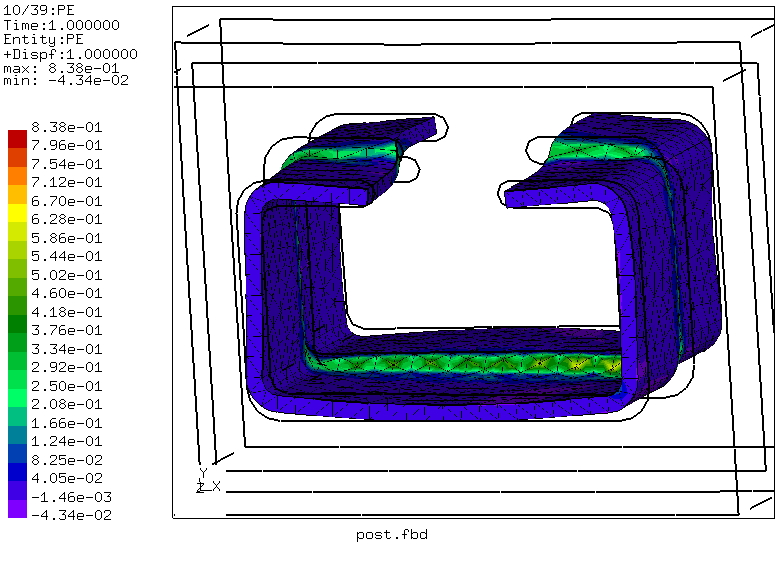 10/39:PE
Time:1.000000
Entity:PE
+Dispf:1.000000
max: 8.38e-01
min: -4.34e-02
8.38e-01
7.96e-01
7.54e-01
7.12e-01
6.70e-01
6.28e-01
5.86e-01
5.44e-01
5.02e-01
4.60e-01
4.18e-01
3.76e-01
3.34e-01
2.92e-01
2.50e-01
2.08e-01
1.66e-01
1.24e-01
8.25e-02
4.05e-02
-1.46e-03
-4.34e-02
Y
Z X
post.fbd